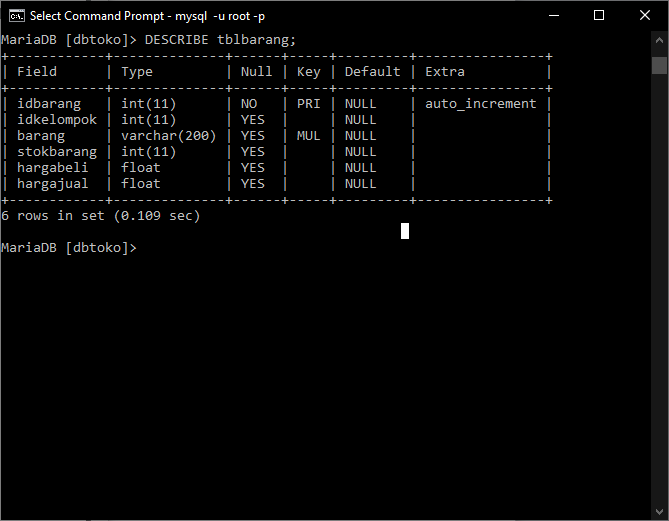 Select Command Prompt - mysql  -u root -p
MariaDB [dbtoko]> DESCRIBE tblbarang;
+------------+--------------+------+-----+---------+----------------+
| Field      | Type         | Null | Key | Default | Extra          |
+------------+--------------+------+-----+---------+----------------+
| idbarang   | int(11)      | NO   | PRI | NULL    | auto_increment |
| idkelompok | int(11)      | YES  |     | NULL    |                |
| barang     | varchar(200) | YES  | MUL | NULL    |                |
| stokbarang | int(11)      | YES  |     | NULL    |                |
| hargabeli  | float        | YES  |     | NULL    |                |
| hargajual  | float        | YES  |     | NULL    |                |
+------------+--------------+------+-----+---------+----------------+
6 rows in set (0.109 sec)
MariaDB [dbtoko]>